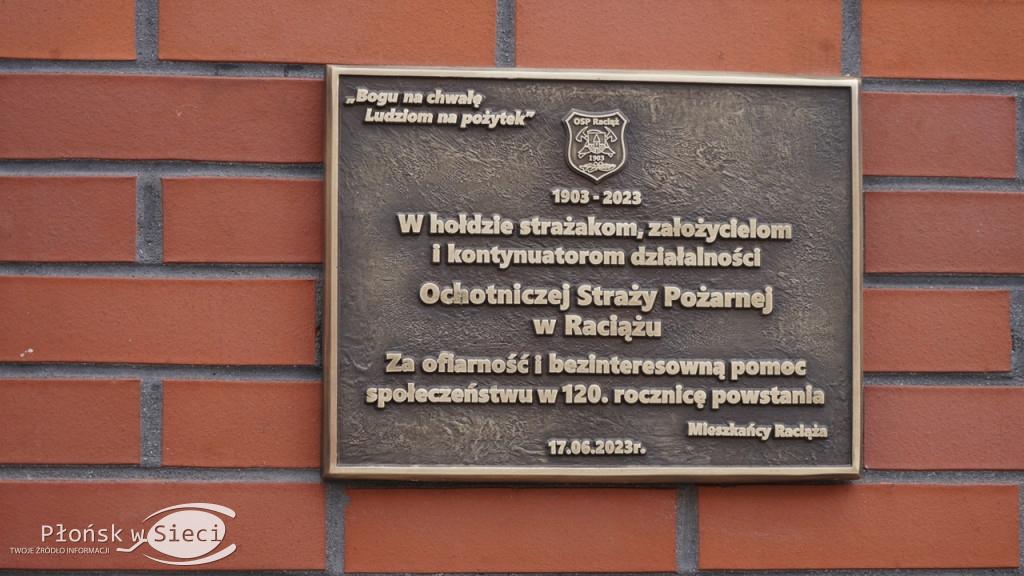 „Bogu na chwałę
Ludziom na pożytek”
OSP Raciąż
1903
1903 - 2023
W hołdzie strażakom, założycielom
i kontynuatorom działalności
Ochotniczej Straży Pożarnej
w Raciążu
Za ofiarność i bezinteresowną pomoc
społeczeństwu w 120. rocznicę powstania
Mieszkańcy Raciąża
17.06.2023r.
Płońsk w Sieci
TWOJE ŹRÓDŁO INFORMACJI